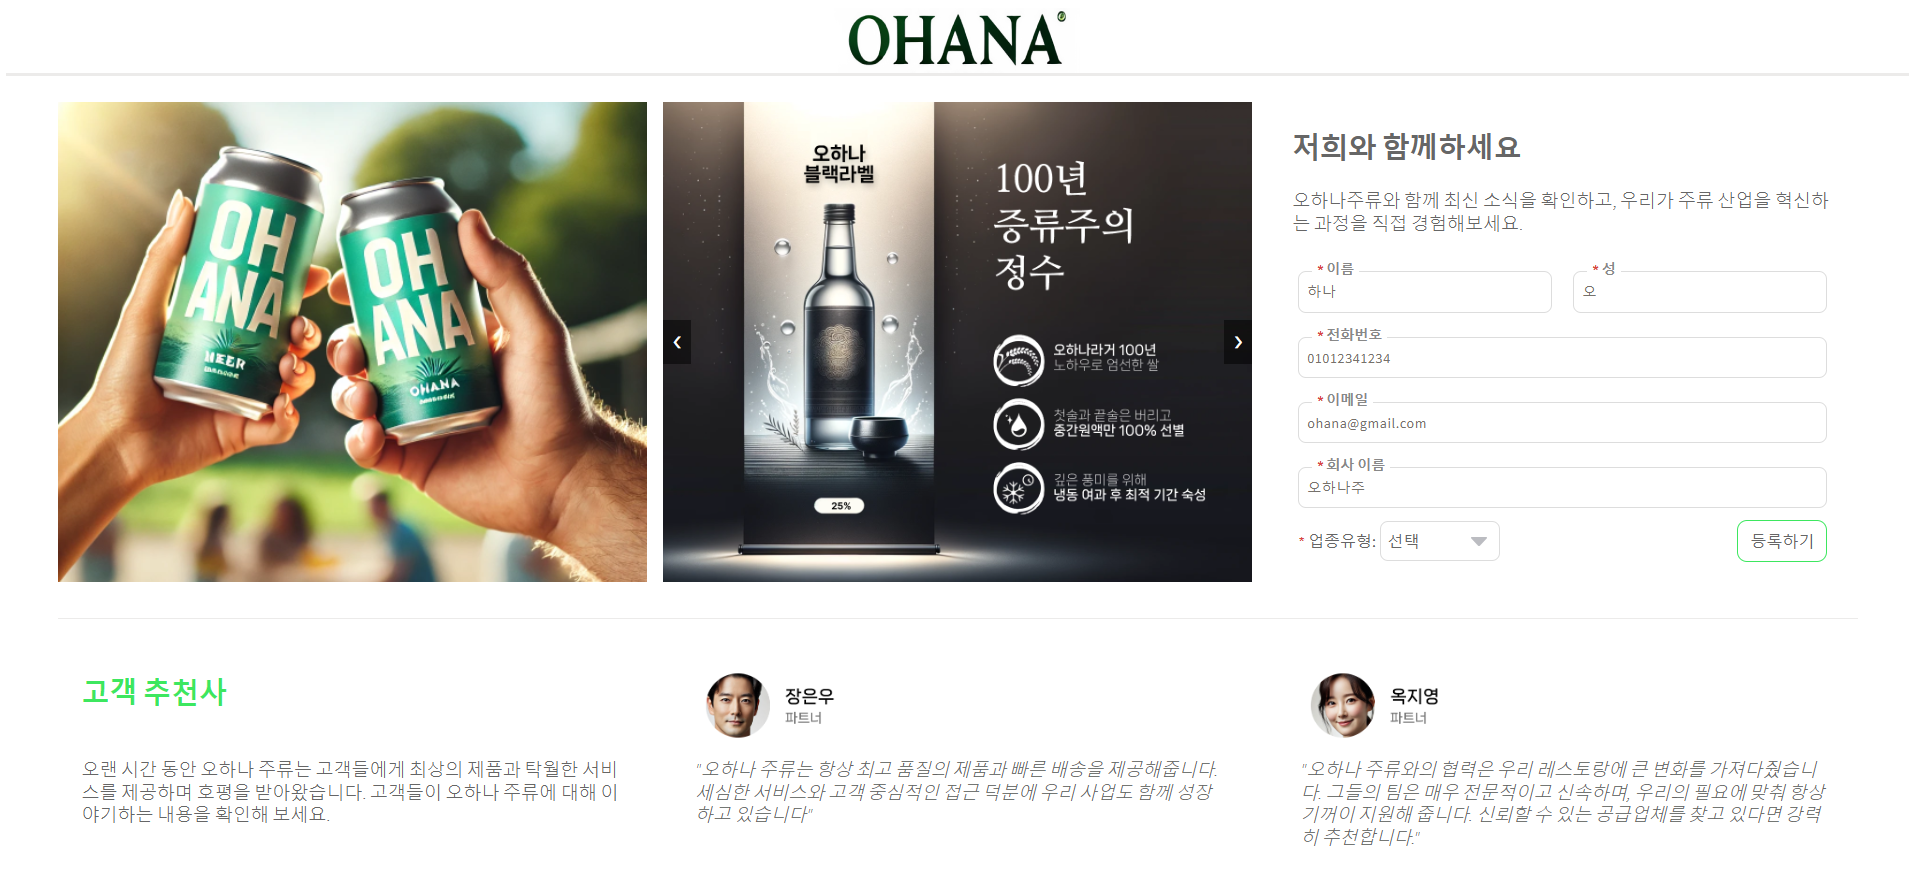 OHANA
OH
ANA
OH
ANA
OHANA
오하나
블랙라벨
25%
100년
증류주의
정수
오하나라거 100년
노하우로 엄선한 쌀
첫술과 끝술은 버리고
중간원액만 100% 선별
깊은 풍미를 위해
냉동 여과 후 최적 기간 숙성
‹
›
저희와 함께하세요
오하나주류와 함께 최신 소식을 확인하고, 우리가 주류 산업을 혁신하
는 과정을 직접 경험해보세요.
* 이름
하나
* 성
오
* 전화번호
01012341234
* 이메일
ohana@gmail.com
* 회사 이름
오하나주
* 업종유형: 선택
등록하기
고객 추천사
오랜 시간 동안 오하나 주류는 고객들에게 최상의 제품과 탁월한 서비
스를 제공하며 호평을 받아왔습니다. 고객들이 오하나 주류에 대해 이
야기하는 내용을 확인해 보세요.
장은우
파트너
"오하나 주류는 항상 최고 품질의 제품과 빠른 배송을 제공해줍니다.
세심한 서비스와 고객 중심적인 접근 덕분에 우리 사업도 함께 성장
하고 있습니다"
옥지영
파트너
"오하나 주류와의 협력은 우리 레스토랑에 큰 변화를 가져다줬습니
다. 그들의 팀은 매우 전문적이고 신속하며, 우리의 필요에 맞춰 항상
기꺼이 지원해 줍니다. 신뢰할 수 있는 공급업체를 찾고 있다면 강력
히 추천합니다."